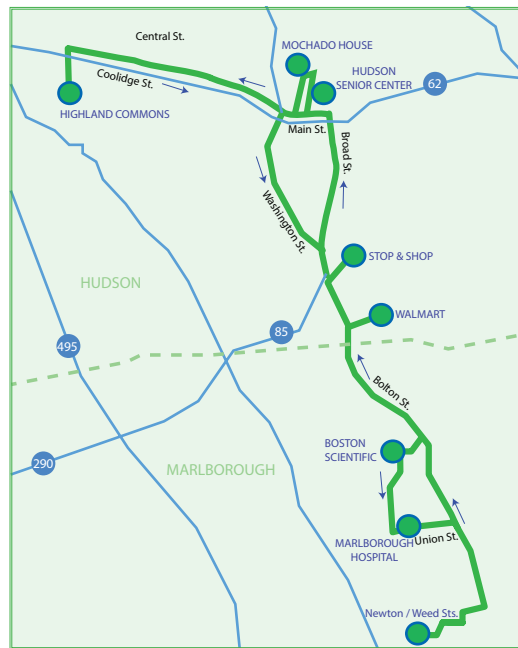 Central St.
MOCHADO HOUSE
Coolidge St.
HUDSON
SENIOR CENTER
62
HIGHLAND COMMONS
Main St.
Broad St.
Washington St.
STOP & SHOP
HUDSON
WALMART
85
495
Bolton St.
BOSTON
SCIENTIFIC
290
MARLBOROUGH
MARLBOROUGH
HOSPITAL
Union St.
Newton / Weed Sts.